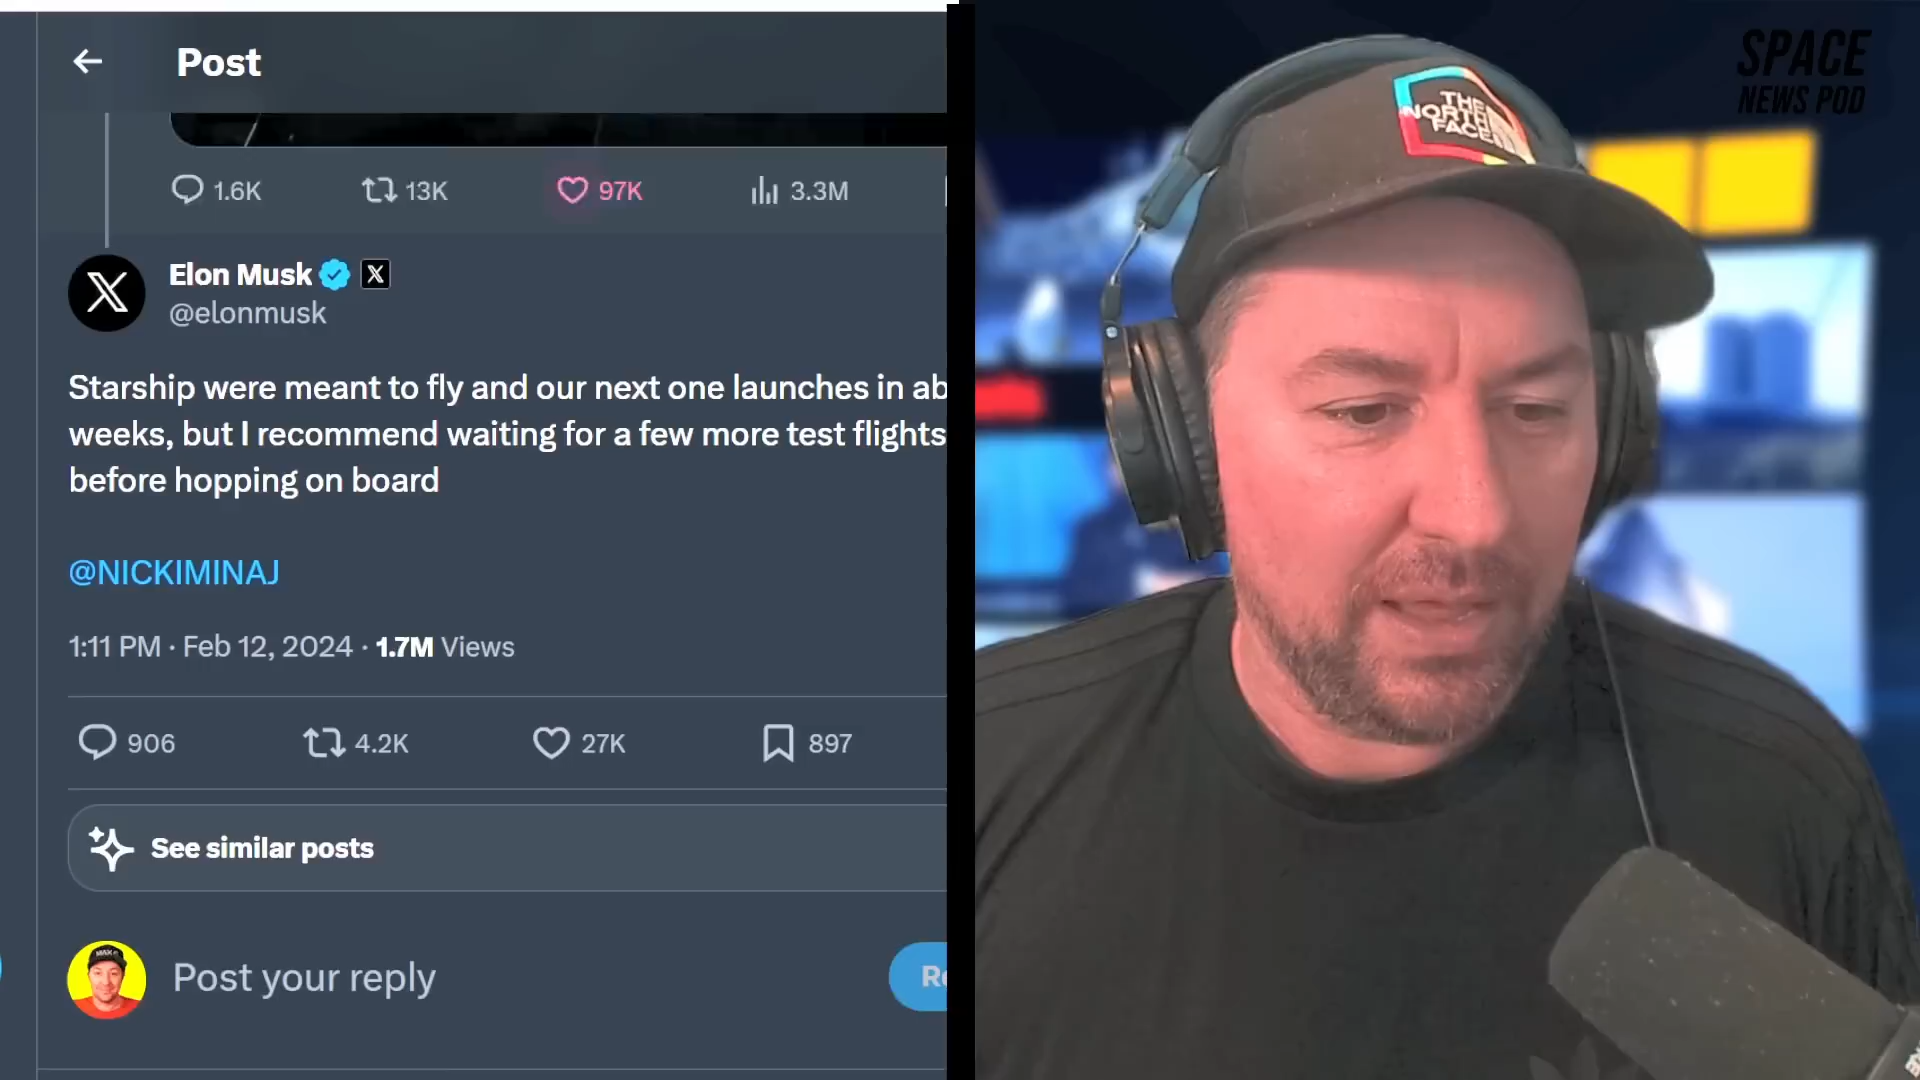 Post
1.6K 13K 97K 3.3M
Elon Musk X
@elonmusk
Starship were meant to fly and our next one launches in ab
weeks, but I recommend waiting for a few more test flights
before hopping on board
@NICKIMINAJ
1:11 PM · Feb 12, 2024 · 1.7M Views
906 4.2K 27K 897
See similar posts
MAX
Post your reply
Re
SPACE
NEWS POD
THE
NORTH
FACE